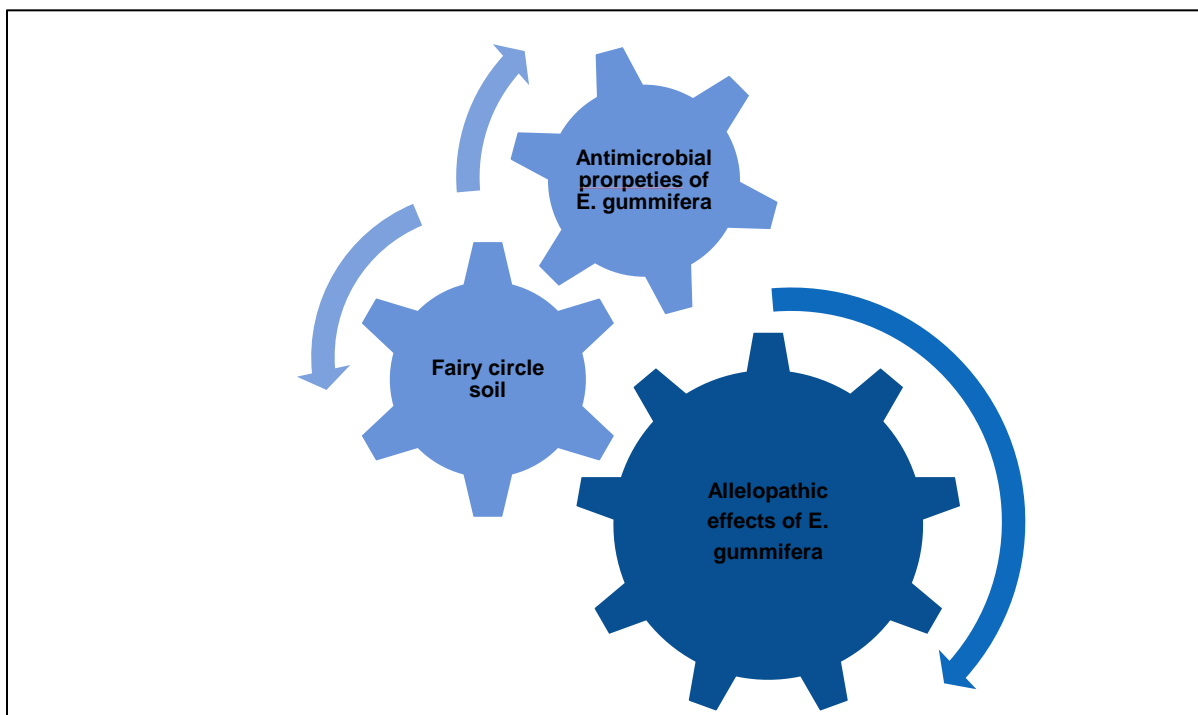 Antimicrobial
prorpeties of
E. gummifera
Fairy circle
soil
Allelopathic
effects of E.
gummifera